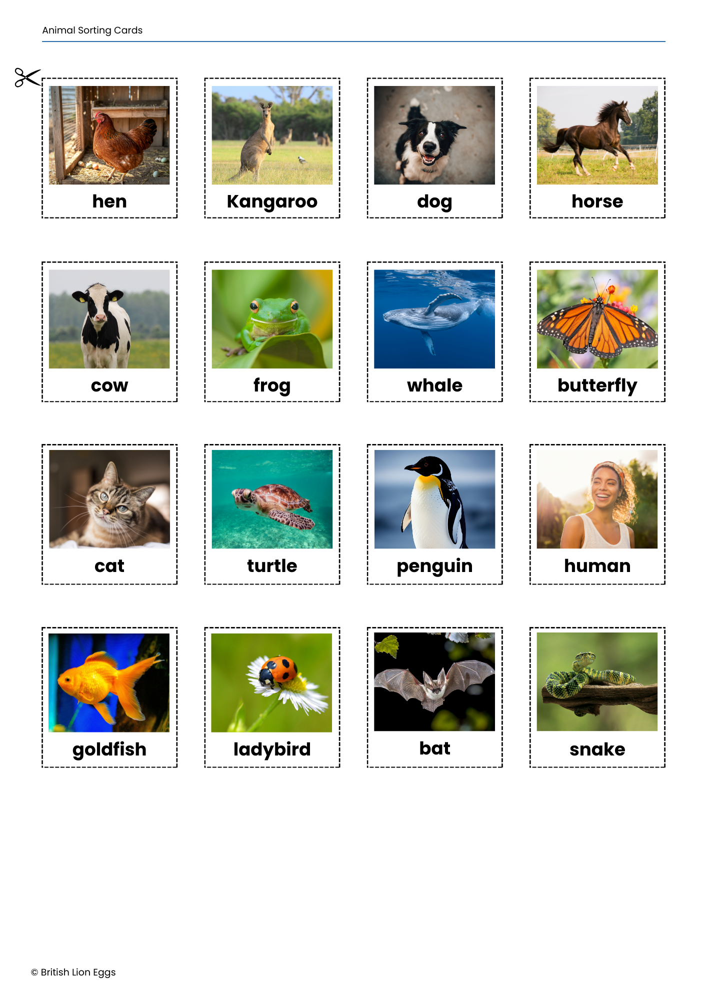 Animal Sorting Cards
hen
Kangaroo
dog
horse
cow
frog
whale
butterfly
cat
turtle
penguin
human
goldfish
ladybird
bat
snake
© British Lion Eggs